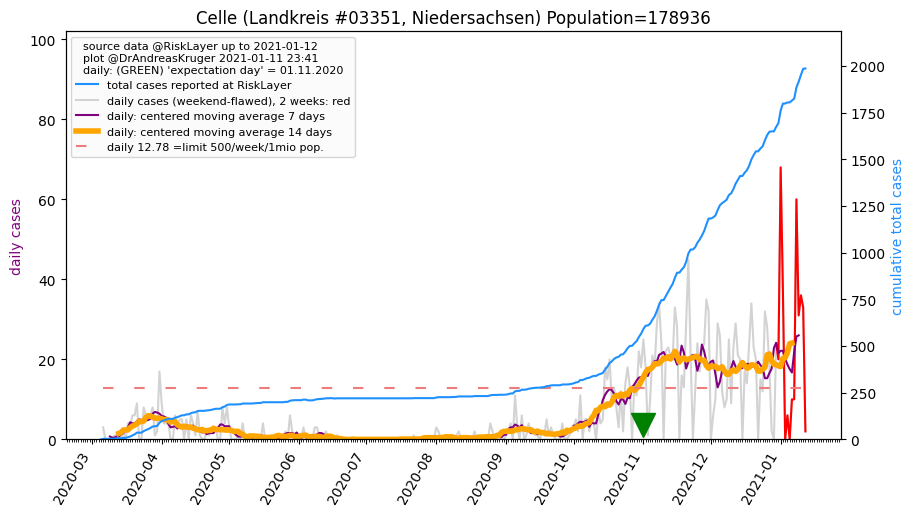 Celle (Landkreis #03351, Niedersachsen) Population=178936
source data @RiskLayer up to 2021-01-12
plot @DrAndreasKruger 2021-01-11 23:41
daily: (GREEN) 'expectation day' = 01.11.2020
total cases reported at RiskLayer
daily cases (weekend-flawed), 2 weeks: red
daily: centered moving average 7 days
daily: centered moving average 14 days
daily 12.78 =limit 500/week/1mio pop.
daily cases
100
80
60
40
20
0
cumulative total cases
2000
1750
1500
1250
1000
750
500
250
0
2020-03
2020-04
2020-05
2020-06
2020-07
2020-08
2020-09
2020-10
2020-11
2020-12
2021-01